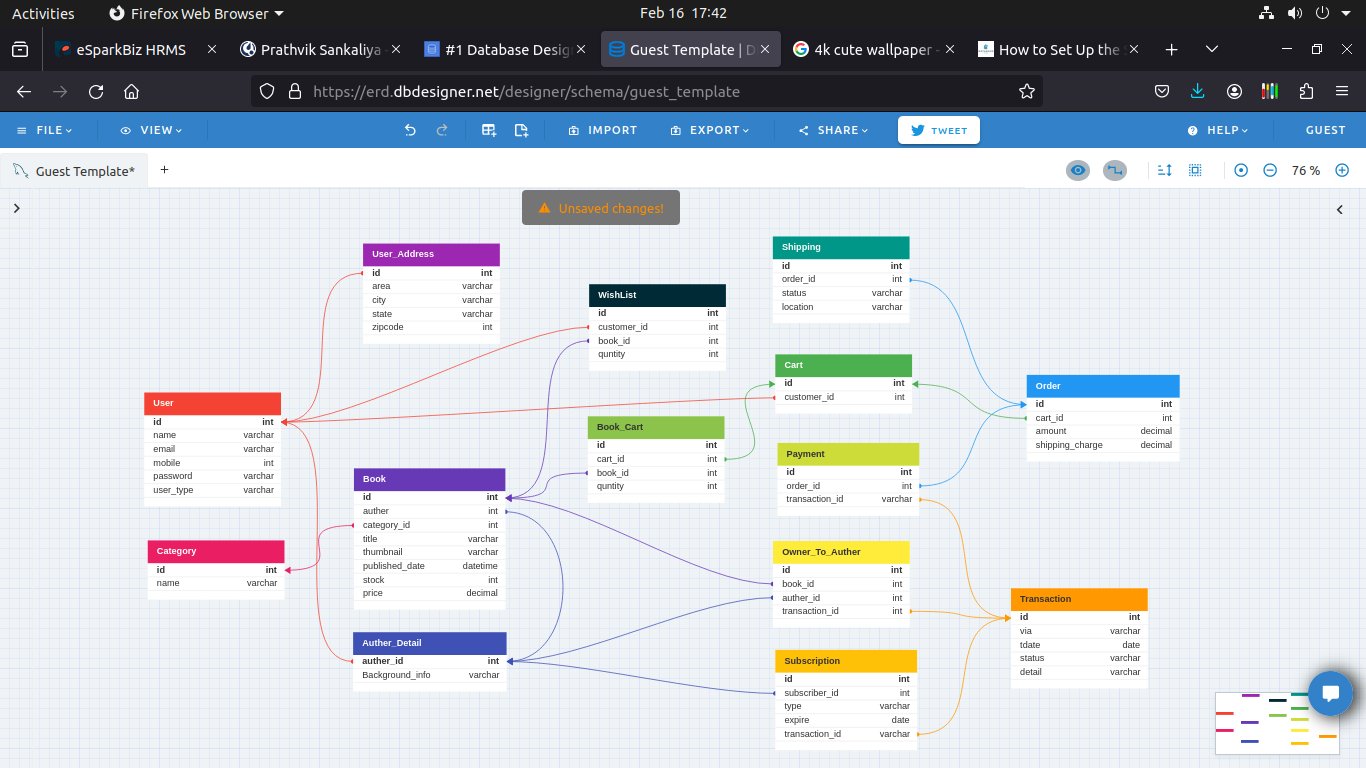 Activities
Firefox Web Browser
Feb 16 17:42
eSparkBiz HRMS
Prathvik Sankaliya
#1 Database Desig
Guest Template | D
4k cute wallpaper -
How to Set Up the
https://erd.dbdesigner.net/designer/schema/guest_template
FILE
VIEW
IMPORT
EXPORT
SHARE
TWEET
HELP
GUEST
Guest Template*
76 %
Unsaved changes!
User_Address
id int
area varchar
city varchar
state varchar
zipcode int
WishList
id int
customer_id int
book_id int
quntity int
Shipping
id int
order_id int
status varchar
location varchar
Cart
id int
customer_id int
Order
id int
cart_id int
amount decimal
shipping_charge decimal
User
id int
name varchar
email varchar
mobile int
password varchar
user_type varchar
Book_Cart
id int
cart_id int
book_id int
quntity int
Payment
id int
order_id int
transaction_id varchar
Book
id int
auther int
category_id int
title varchar
thumbnail varchar
published_date datetime
stock int
price decimal
Category
id int
name varchar
Owner_To_Auther
id int
book_id int
auther_id int
transaction_id int
Transaction
id int
via varchar
tdate date
status varchar
detail varchar
Auther_Detail
auther_id int
Background_info varchar
Subscription
id int
subscriber_id int
type varchar
expire date
transaction_id varchar